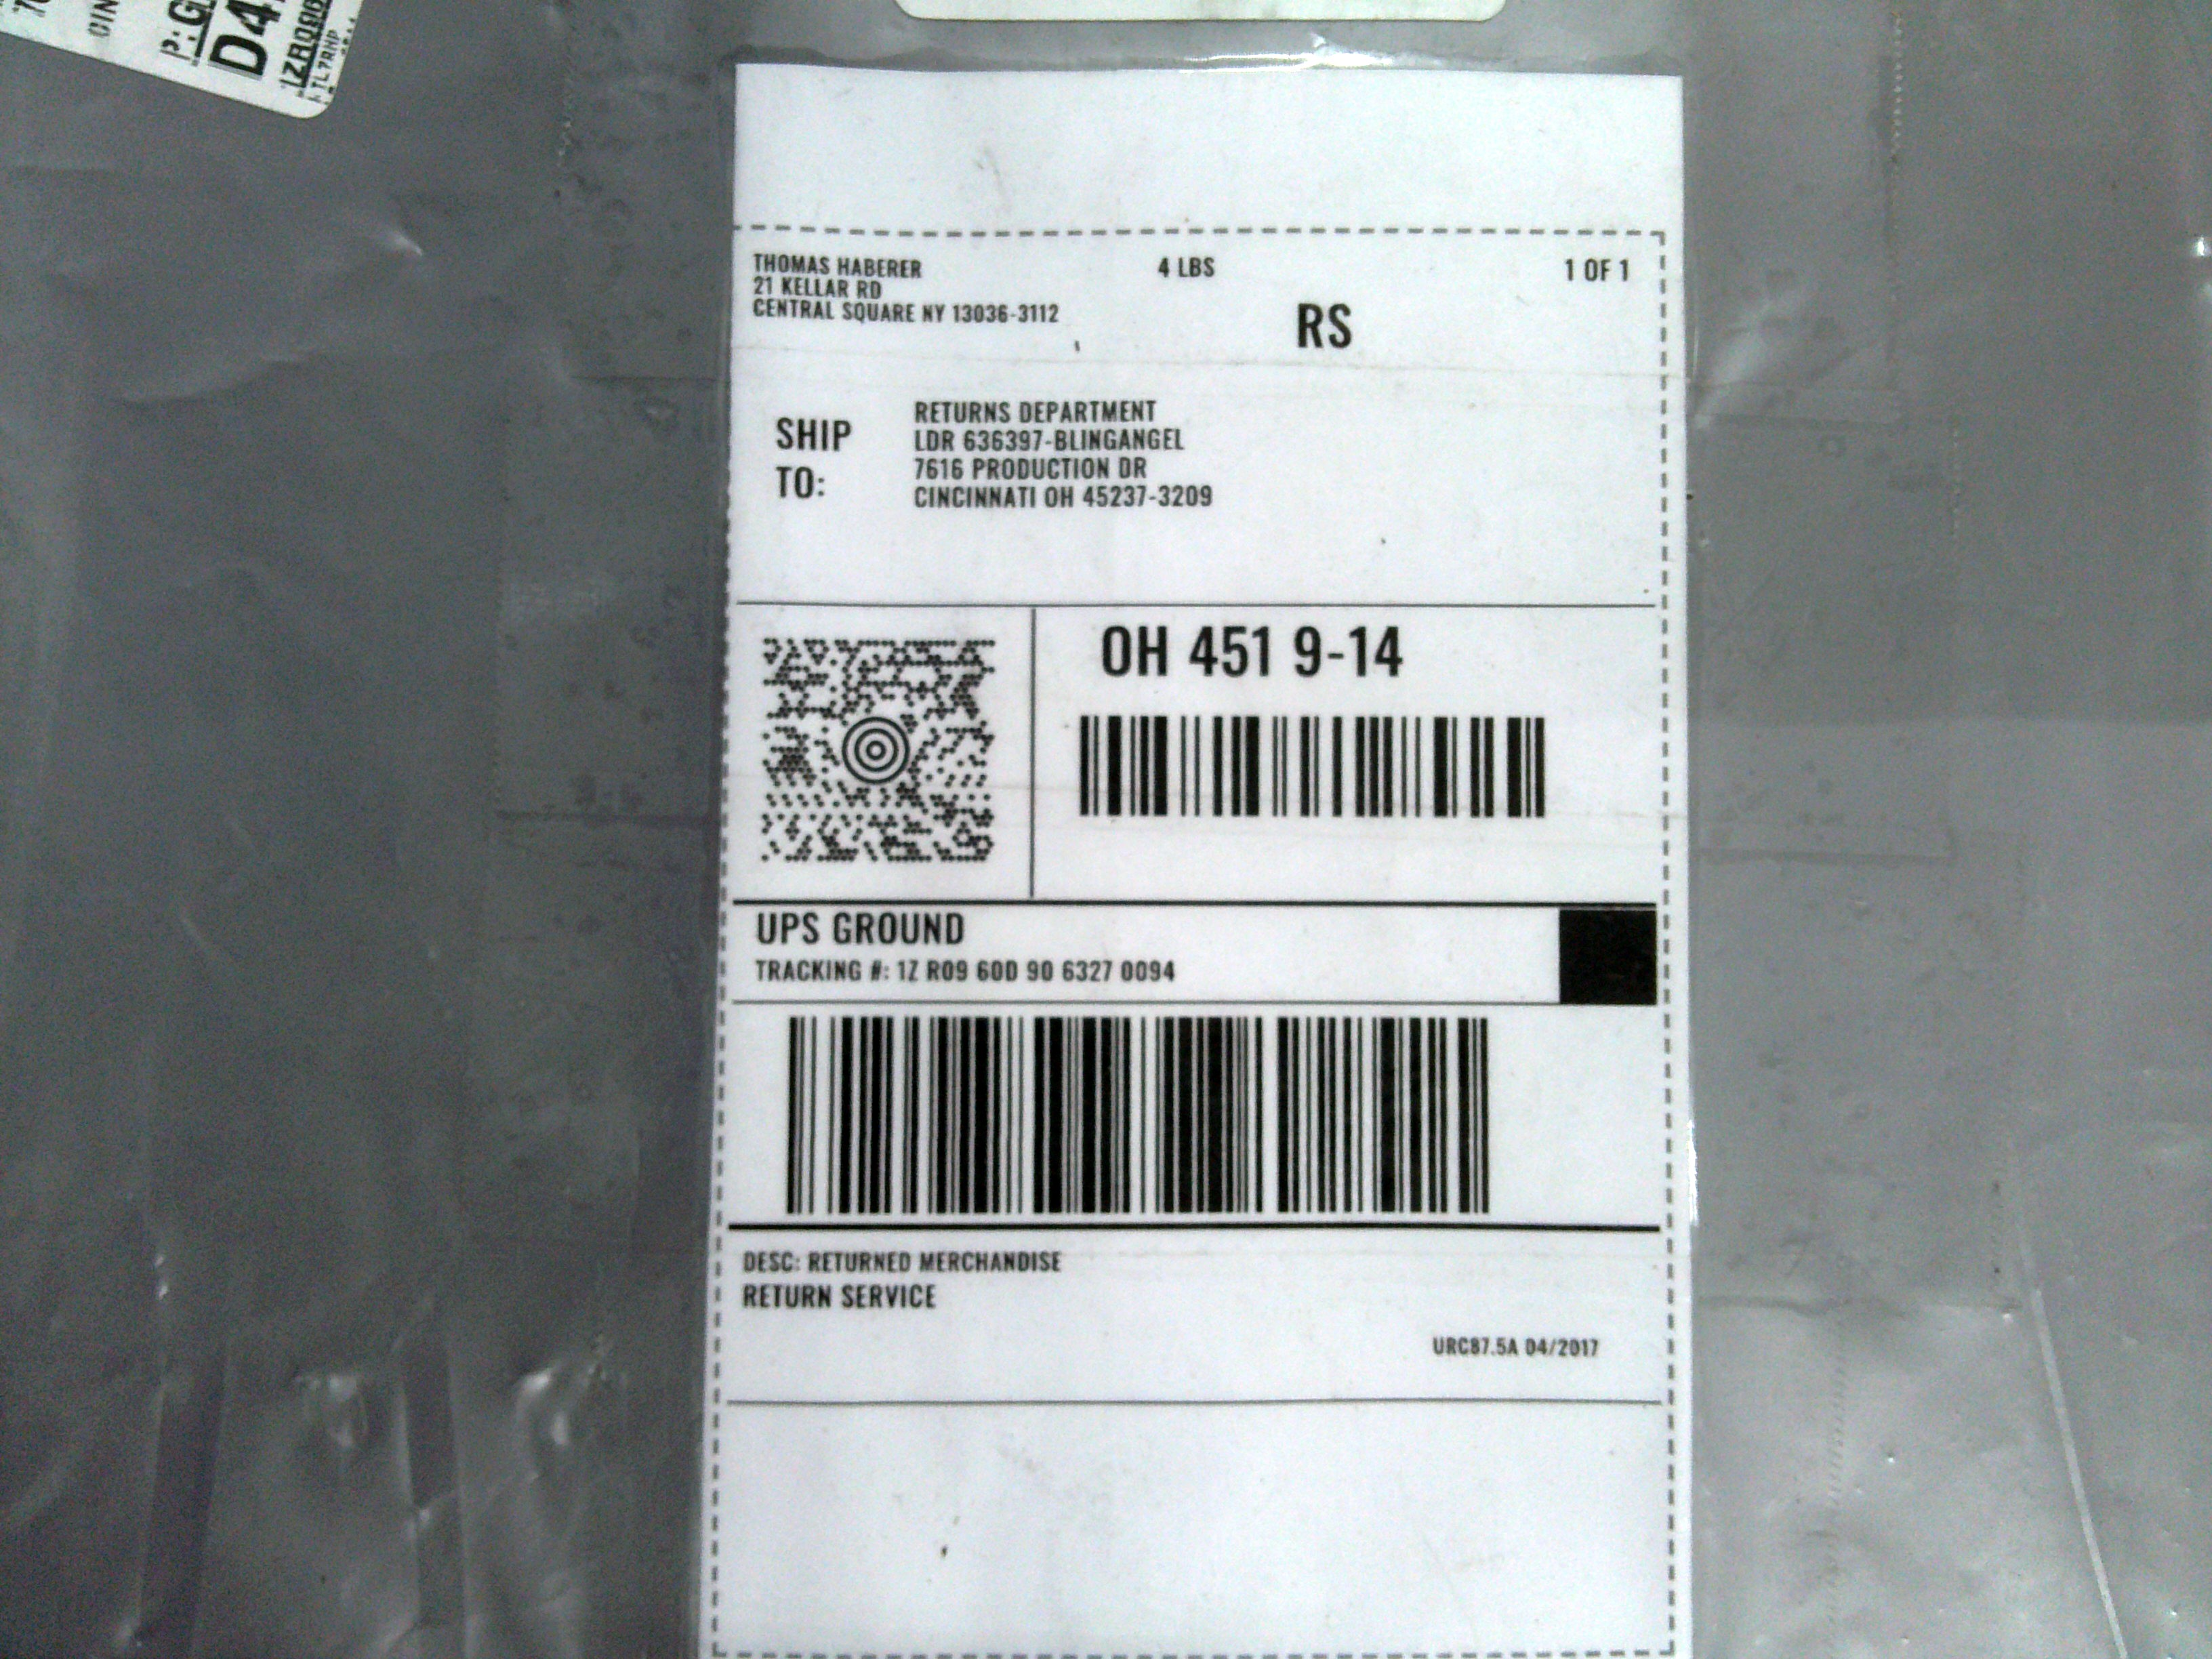 THOMAS HABERER
21 KELLAR RD
CENTRAL SQUARE NY 13036-3112
4 LBS
1 OF 1
RS
SHIP TO:
RETURNS DEPARTMENT
LDR 636397-BLINGANGEL
7616 PRODUCTION DR
CINCINNATI OH 45237-3209
OH 451 9-14
UPS GROUND
TRACKING #: 1Z R09 60D 90 6327 0094
DESC: RETURNED MERCHANDISE
RETURN SERVICE
URC87.5A 04/2017